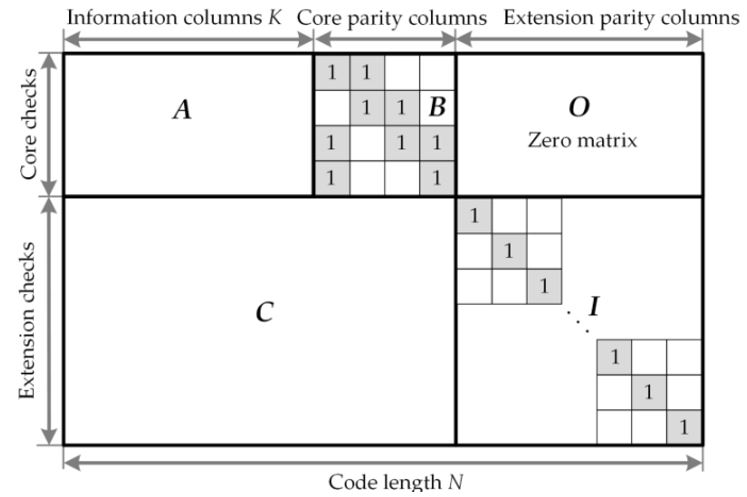 Information columns K Core parity columns Extension parity columns
Core checks
A
1 1
1 1 B
1 1 1
1 1
O
Zero matrix
Extension checks
C
1
1
1
I
1
1
1
Code length N